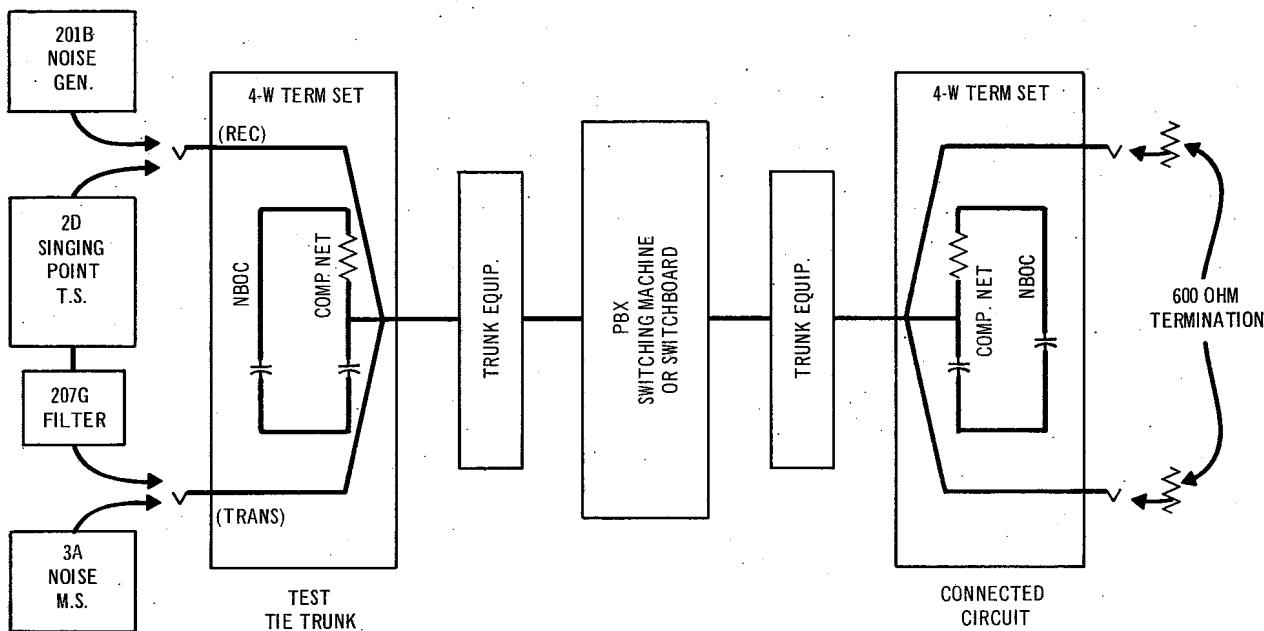 201B
NOISE
GEN.
2D
SINGING
POINT
T.S.
207G
FILTER
3A
NOISE
M.S.
4-W TERM SET
(REC)
NBOC
COMP. NET
(TRANS)
TEST
TIE TRUNK
TRUNK EQUIP.
PBX
SWITCHING MACHINE
OR SWITCHBOARD
TRUNK EQUIP.
4-W TERM SET
COMP. NET
NBOC
CONNECTED
CIRCUIT
600 OHM
TERMINATION